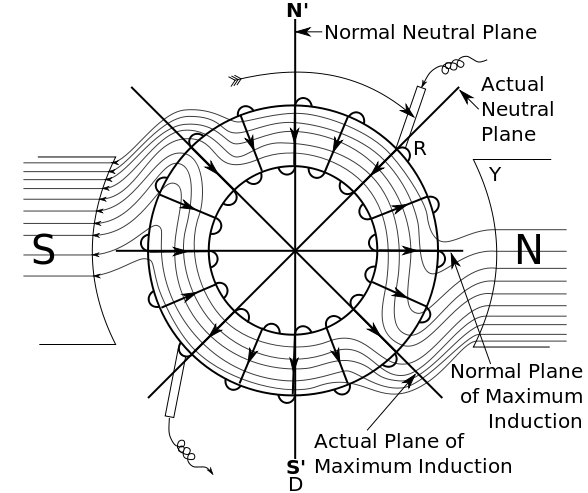 N'
Normal Neutral Plane
Actual
Neutral
Plane
R
Y
S
N
Normal Plane
of Maximum
Induction
Actual Plane of
Maximum Induction
S'
D